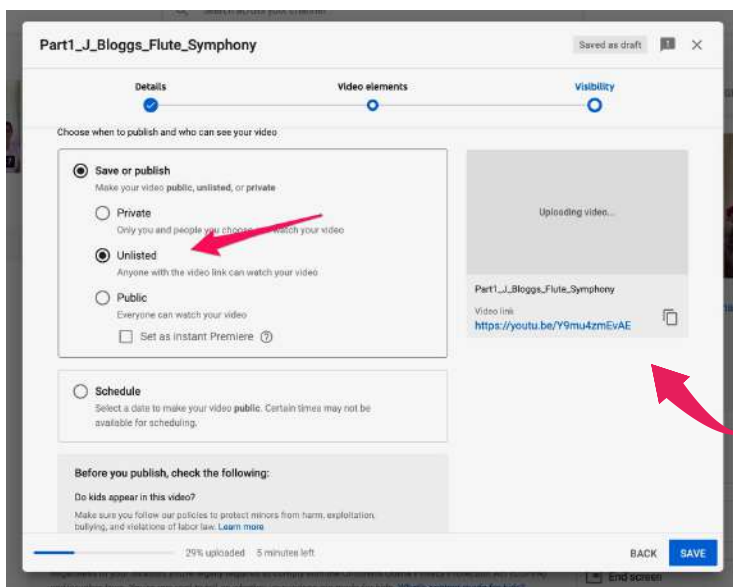 Search across your channel
Part1_J_Bloggs_Flute_Symphony
Saved as draft
Details
Video elements
Visibility
Choose when to publish and who can see your video
Save or publish
Make your video public, unlisted, or private
Private
Only you and people you choose can watch your video
Unlisted
Anyone with the video link can watch your video
Public
Everyone can watch your video
Set as instant Premiere
Uploading video...
Part1_J_Bloggs_Flute_Symphony
Video link
https://youtu.be/Y9mu4zmEvAE
Schedule
Select a date to make your video public. Certain times may not be
available for scheduling.
Before you publish, check the following:
Do kids appear in this video?
Make sure you follow our policies to protect minors from harm, exploitation,
bullying, and violations of labor law. Learn more
29% uploaded 5 minutes left
BACK SAVE
End screen